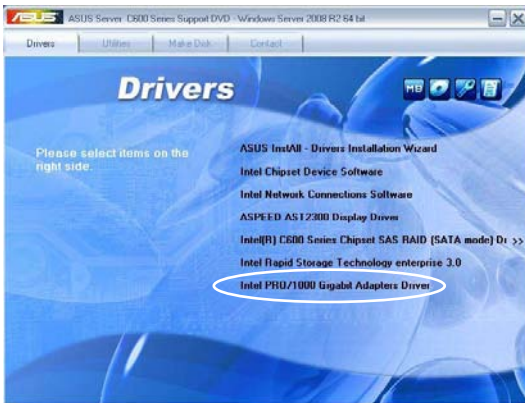 ASUS ASUS Server C600 Series Support DVD - Windows Server 2008 R2 64 bit
Drivers Utilities Make Disk Contact
Drivers
MB
Please select items on the
right side.
ASUS InstAll - Drivers Installation Wizard
Intel Chipset Device Software
Intel Network Connections Software
ASPEED AST2300 Display Driver
Intel(R) C600 Series Chipset SAS RAID (SATA mode) Dr >>
Intel Rapid Storage Technology enterprise 3.0
Intel PRO/1000 Gigabit Adapters Driver